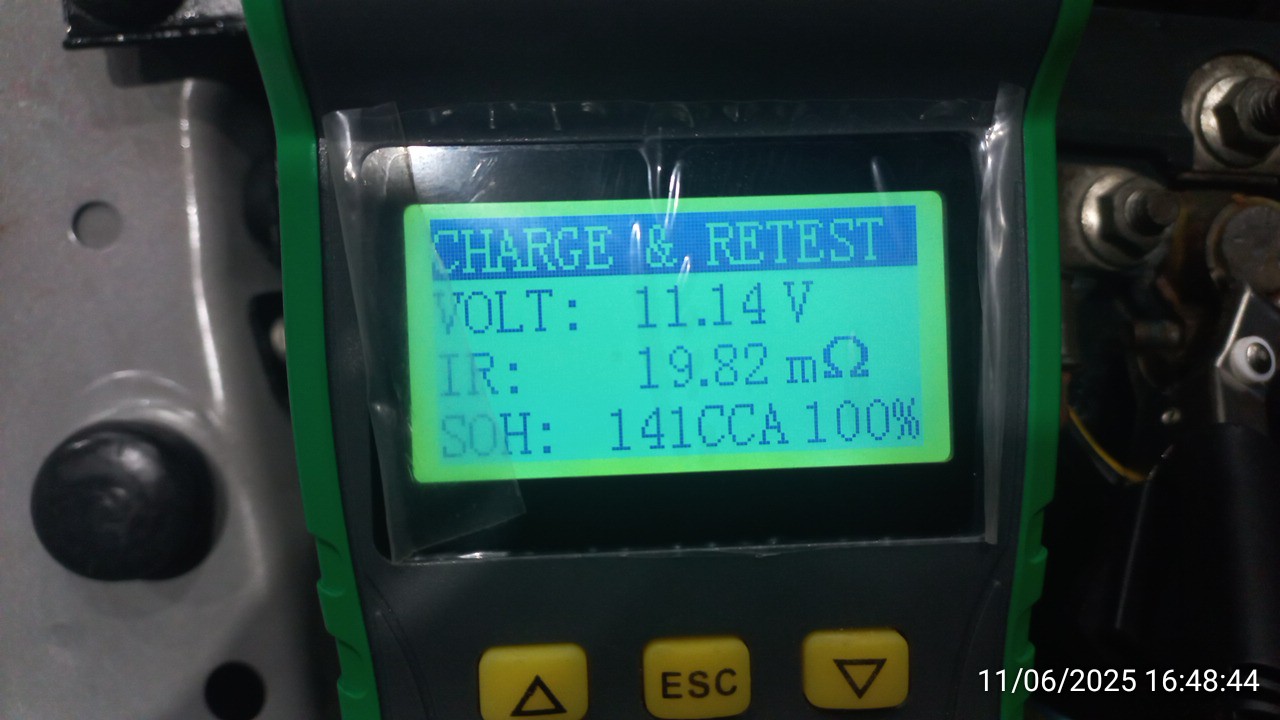 CHARGE & RETEST
VOLT: 11.14 V
IR: 19.82 mΩ
SOH: 141CCA 100%
ESC
11/06/2025 16:48:44